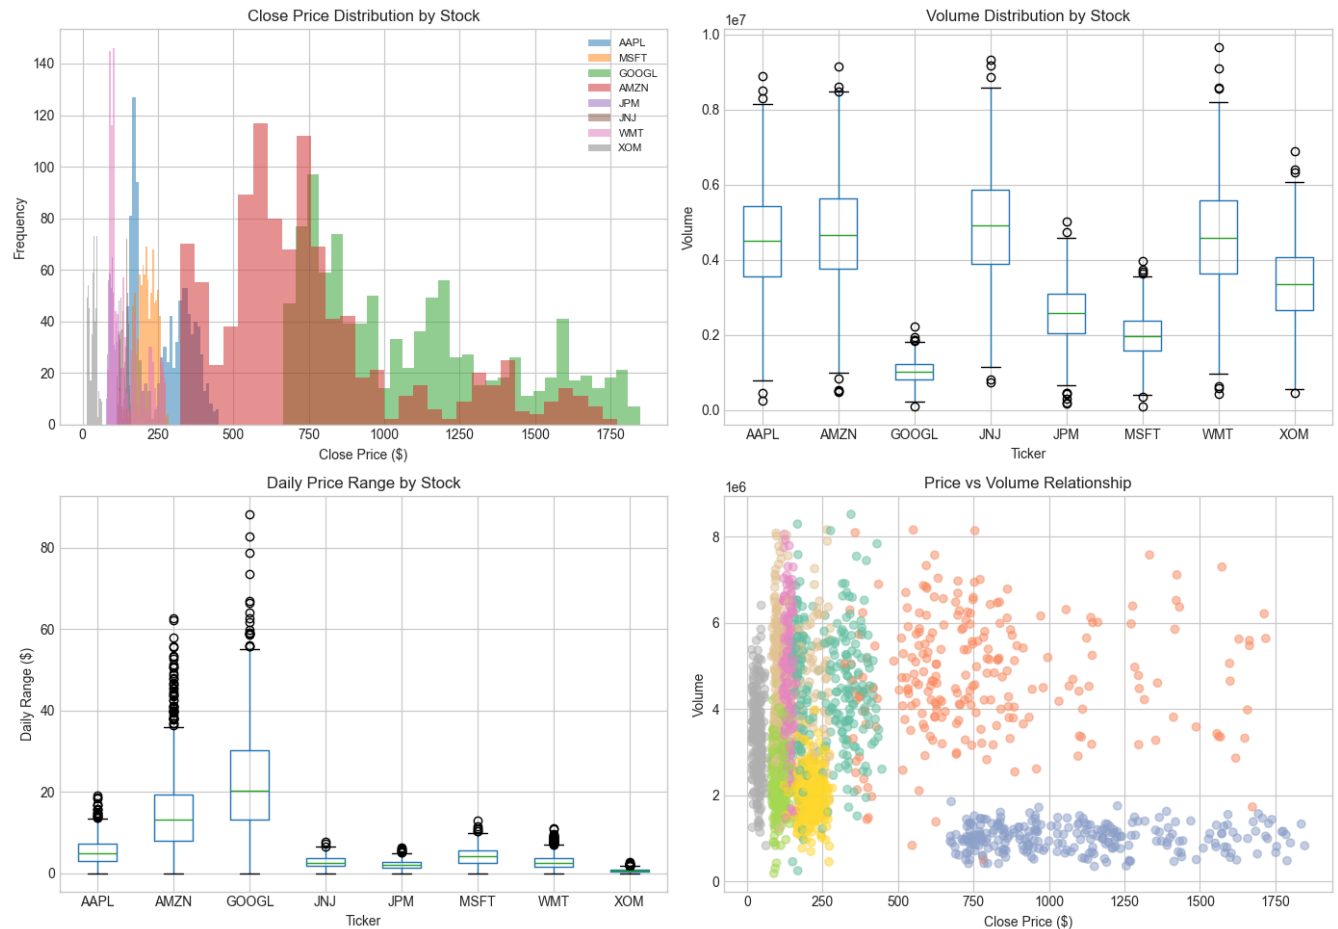 Close Price Distribution by Stock
Frequency
140
120
100
80
60
40
20
0
AAPL
MSFT
GOOGL
AMZN
JPM
JNJ
WMT
XOM
0 250 500 750 1000 1250 1500 1750
Close Price ($)
Volume Distribution by Stock
1e7
Volume
1.0
0.8
0.6
0.4
0.2
0.0
AAPL AMZN GOOGL JNJ JPM MSFT WMT XOM
Ticker
Daily Price Range by Stock
Daily Range ($)
80
60
40
20
0
AAPL AMZN GOOGL JNJ JPM MSFT WMT XOM
Ticker
Price vs Volume Relationship
1e6
Volume
8
6
4
2
0
0 250 500 750 1000 1250 1500 1750
Close Price ($)